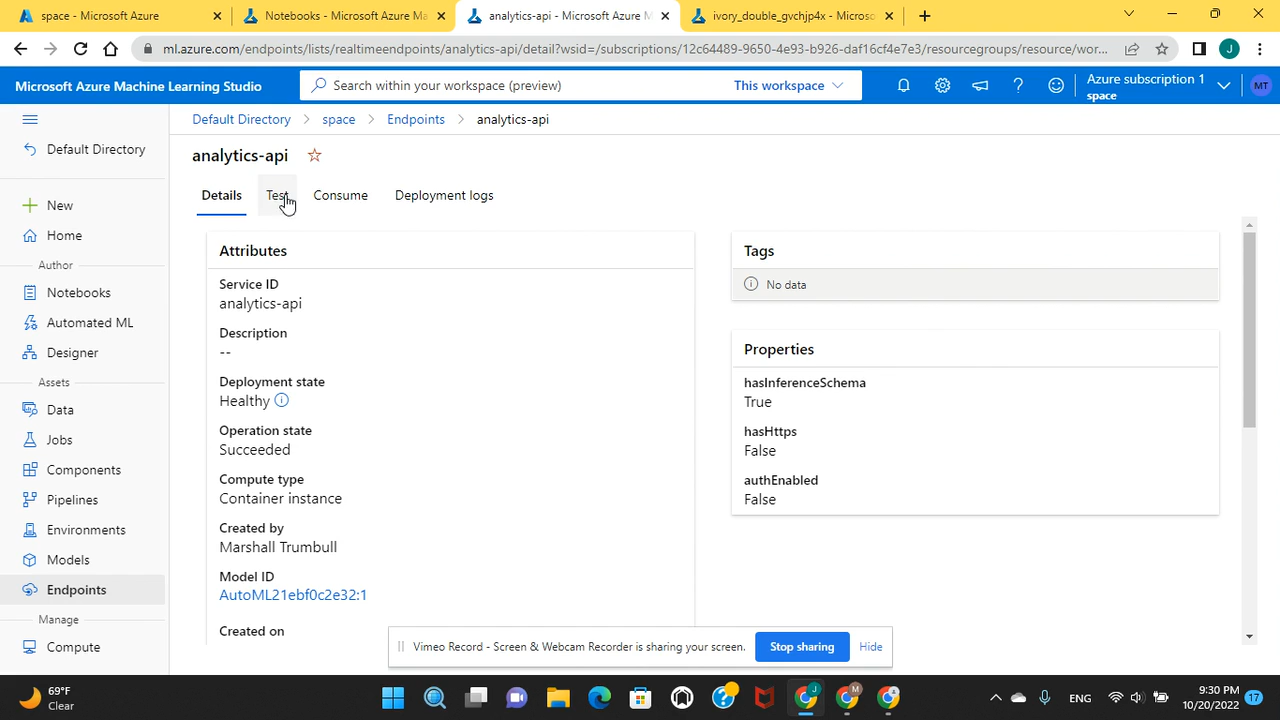 space - Microsoft Azure
Notebooks - Microsoft Azure Ma
analytics-api - Microsoft Azure M
ivory_double_gvchjp4x - Microso
ml.azure.com/endpoints/lists/realtimeendpoints/analytics-api/detail?wsid=/subscriptions/12c64489-9650-4e93-b926-daf16cf4e7e3/resourcegroups/resource/wor...
J
Microsoft Azure Machine Learning Studio
Search within your workspace (preview)
This workspace
Azure subscription 1
space
MT
Default Directory
New
Home
Author
Notebooks
Automated ML
Designer
Assets
Data
Jobs
Components
Pipelines
Environments
Models
Endpoints
Manage
Compute
Default Directory > space > Endpoints > analytics-api
analytics-api
Details Test Consume Deployment logs
Attributes
Service ID
analytics-api
Description
--
Deployment state
Healthy
Operation state
Succeeded
Compute type
Container instance
Created by
Marshall Trumbull
Model ID
AutoML21ebf0c2e32:1
Created on
Tags
No data
Properties
hasInferenceSchema
True
hasHttps
False
authEnabled
False
Vimeo Record - Screen & Webcam Recorder is sharing your screen.
Stop sharing
Hide
69°F
Clear
ENG
9:30 PM
10/20/2022
17